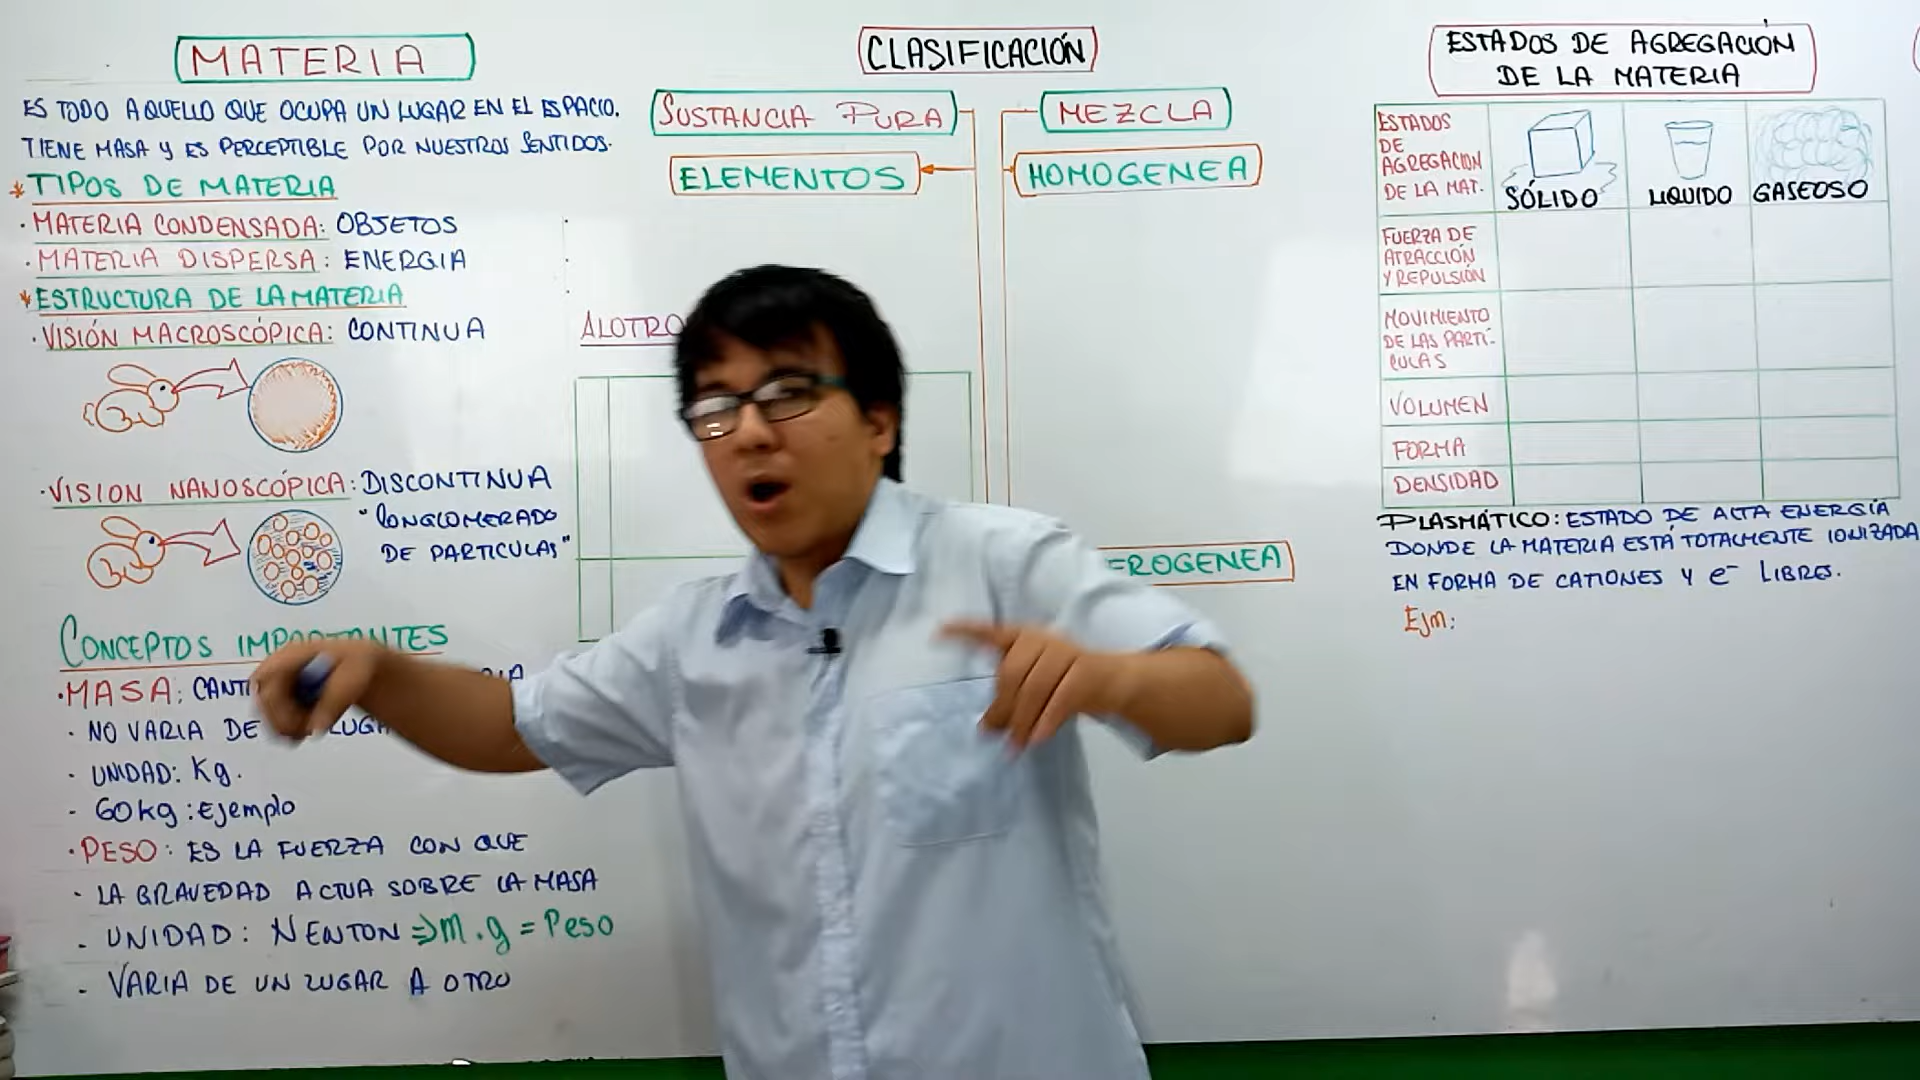 MATERIA
ES TODO AQUELLO QUE OCUPA UN LUGAR EN EL ESPACIO.
TIENE MASA Y ES PERCEPTIBLE POR NUESTROS SENTIDOS.
* TIPOS DE MATERIA
· MATERIA CONDENSADA: OBJETOS
· MATERIA DISPERSA: ENERGIA
* ESTRUCTURA DE LA MATERIA
· VISIÓN MACROSCÓPICA: CONTINUA
· VISION NANOSCÓPICA: DISCONTINUA
"CONGLOMERADO
DE PARTICULAS"
CONCEPTOS IMPORTANTES
· MASA:
· NO VARIA DE
· UNIDAD: Kg.
- 60kg: Ejemplo
· PESO: ES LA FUERZA CON QUE
- LA GRAVEDAD ACTUA SOBRE LA MASA
- UNIDAD: NEWTON ⇒ m.g = Peso
- VARIA DE UN LUGAR A OTRO
CLASIFICACIÓN
SUSTANCIA PURA
MEZCLA
ELEMENTOS
HOMOGENEA
ALOTRO
EROGENEA
ESTADOS DE AGREGACIÓN
DE LA MATERIA
ESTADOS
DE
AGREGACION
DE LA MAT.
SÓLIDO
LIQUIDO
GASEOSO
FUERZA DE
ATRACCIÓN
Y REPULSIÓN
MOVIMIENTO
DE LAS PARTÍ-
CULAS
VOLUMEN
FORMA
DENSIDAD
PLASMÁTICO: ESTADO DE ALTA ENERGÍA
DONDE LA MATERIA ESTÁ TOTALMENTE IONIZADA
EN FORMA DE CATIONES Y e⁻ LIBRES.
Ejm: